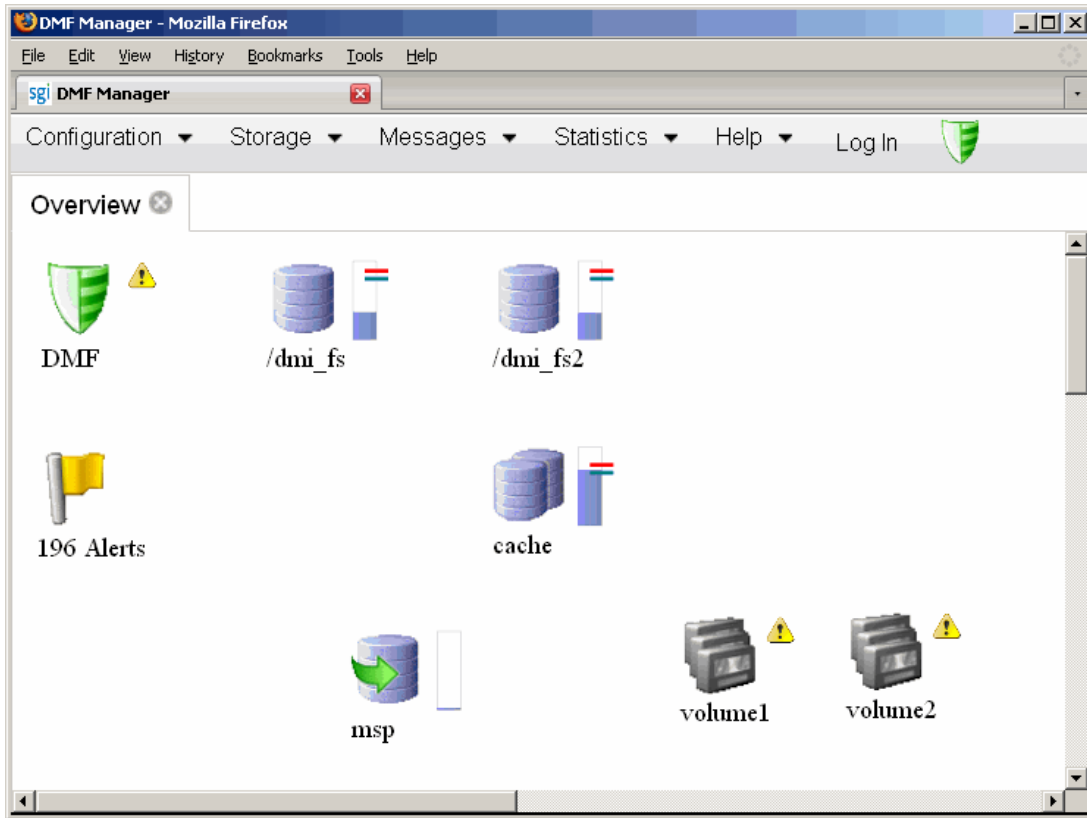 DMF Manager - Mozilla Firefox
File Edit View History Bookmarks Tools Help
sgi DMF Manager
Configuration Storage Messages Statistics Help Log In
Overview
DMF /dmi_fs /dmi_fs2
196 Alerts cache
msp volume1 volume2